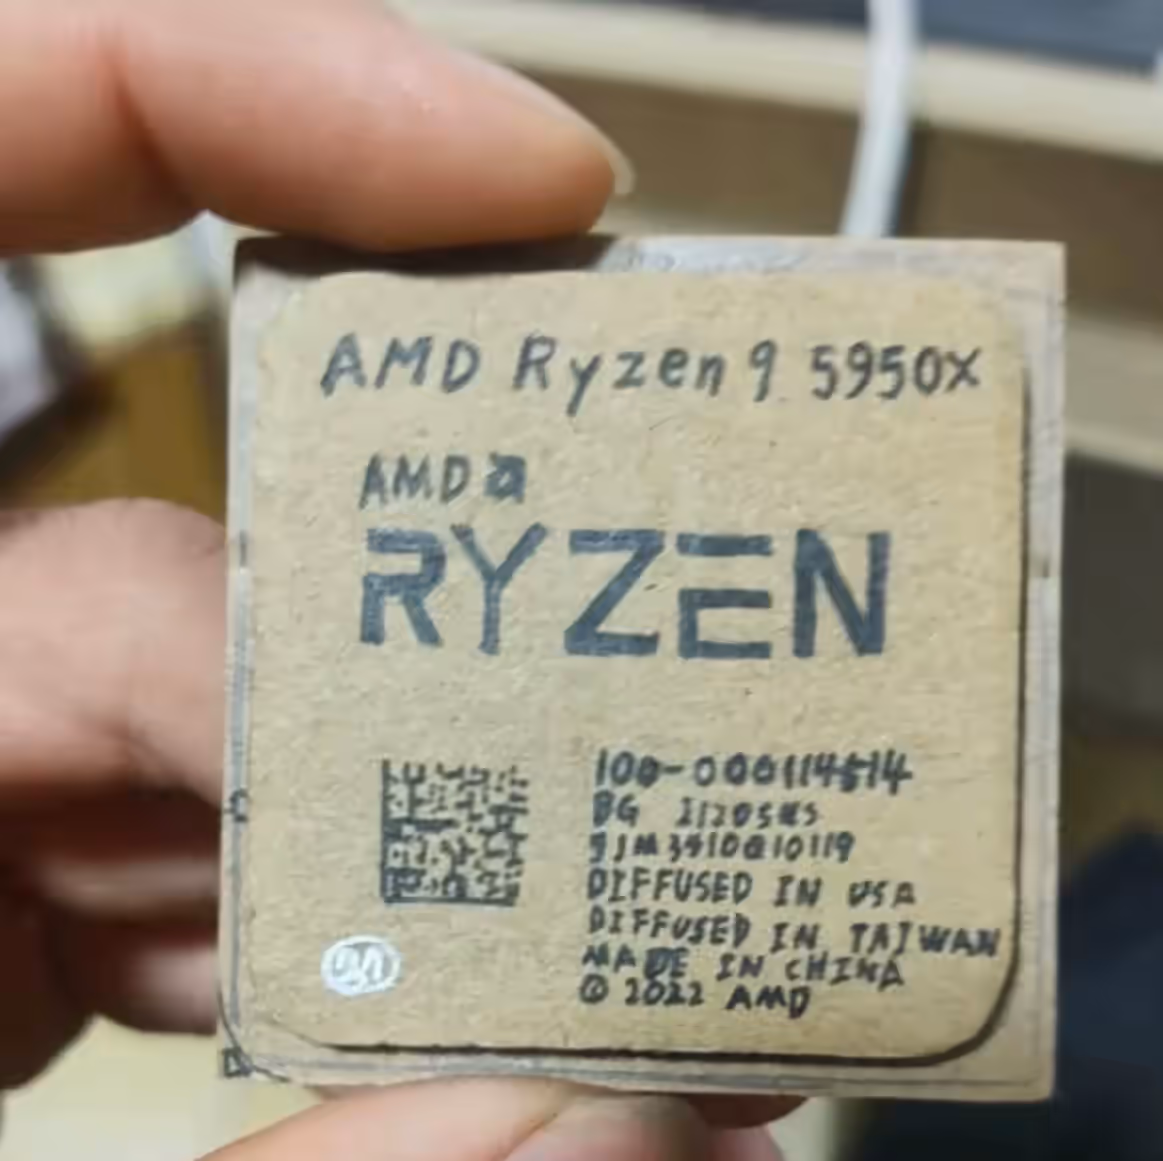 AMD Ryzen 9 5950X
AMD
RYZEN
100-000114514
DIFFUSED IN USA
DIFFUSED IN TAIWAN
MADE IN CHINA
© 2022 AMD